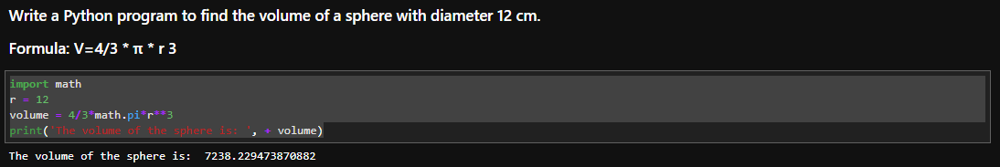 Write a Python program to find the volume of a sphere with diameter 12 cm.
Formula: V=4/3 * π * r 3
import math
r = 12
volume = 4/3*math.pi*r**3
print('The volume of the sphere is: ', + volume)
The volume of the sphere is:  7238.229473870882